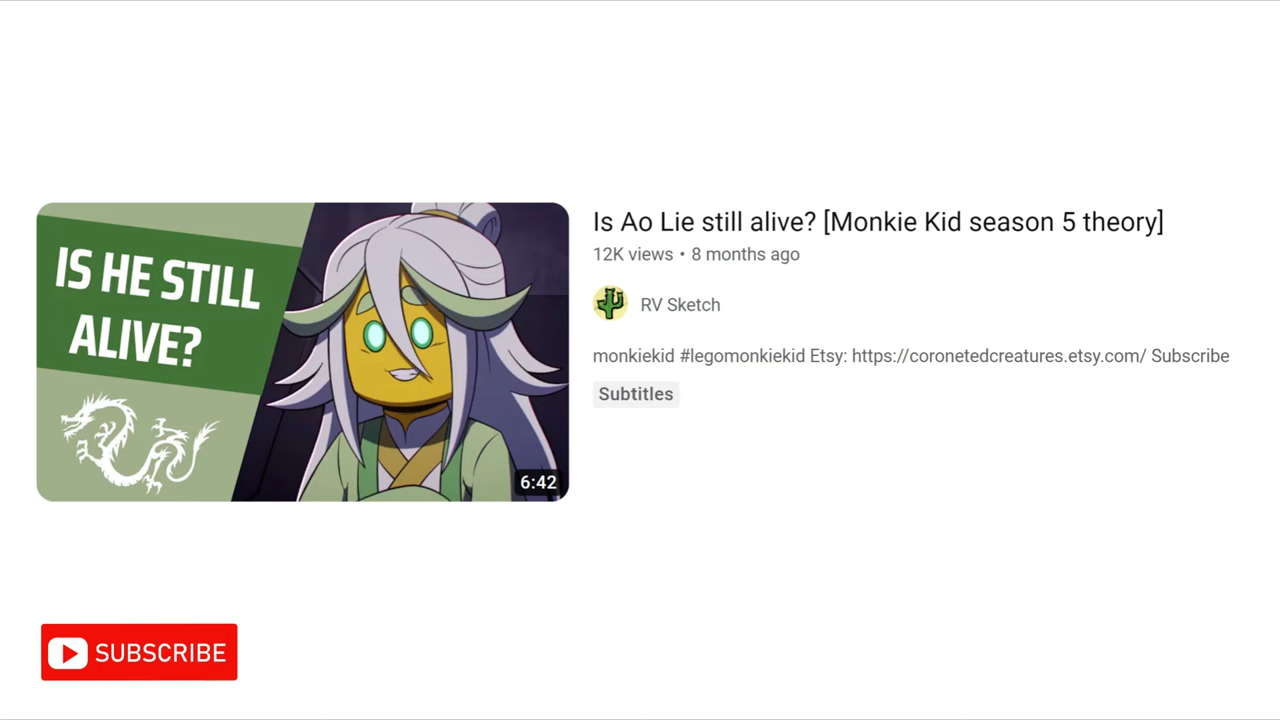 IS HE STILL
ALIVE?
6:42
Is Ao Lie still alive? [Monkie Kid season 5 theory]
12K views • 8 months ago
RV Sketch
monkiekid #legomonkiekid Etsy: https://coronetedcreatures.etsy.com/ Subscribe
Subtitles
SUBSCRIBE